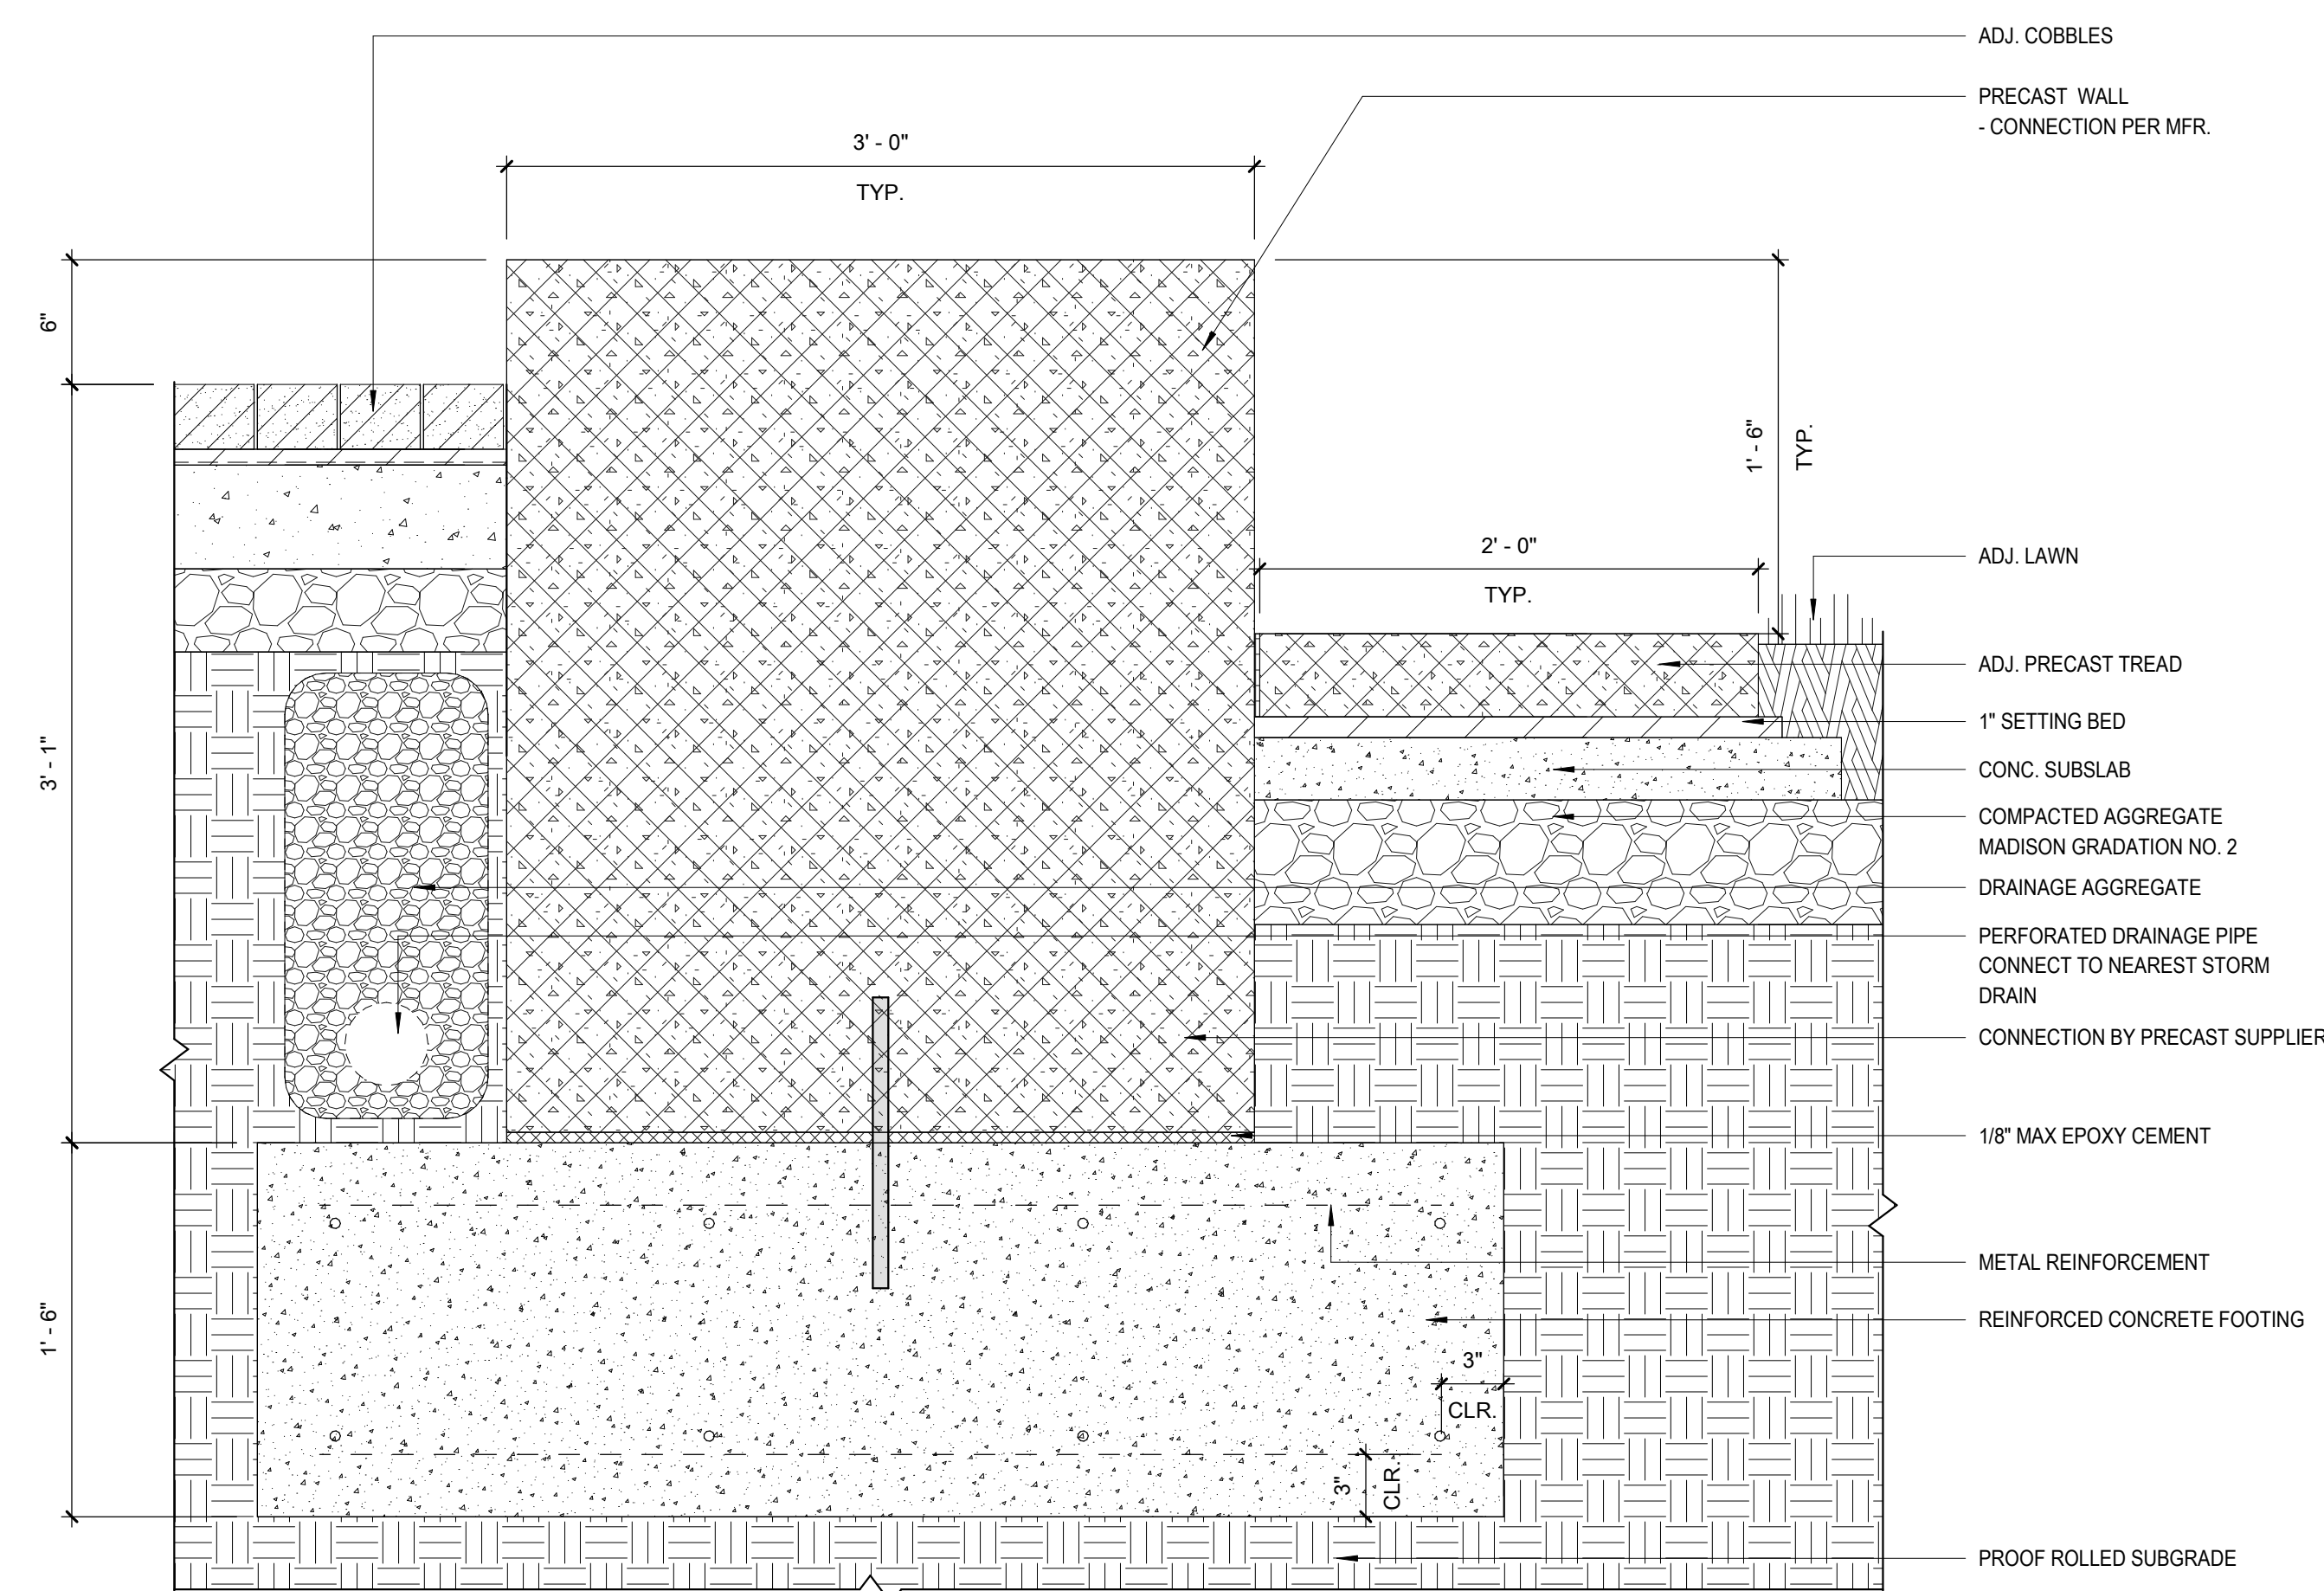 ADJ. COBBLES
PRECAST WALL
- CONNECTION PER MFR.
3' - 0"
TYP.
6"
1' - 6"
TYP.
2' - 0"
TYP.
ADJ. LAWN
ADJ. PRECAST TREAD
1" SETTING BED
3' - 1"
CONC. SUBSLAB
COMPACTED AGGREGATE
MADISON GRADATION NO. 2
DRAINAGE AGGREGATE
PERFORATED DRAINAGE PIPE
CONNECT TO NEAREST STORM
DRAIN
CONNECTION BY PRECAST SUPPLIER
1/8" MAX EPOXY CEMENT
METAL REINFORCEMENT
1' - 6"
REINFORCED CONCRETE FOOTING
3"
CLR.
3"
CLR.
PROOF ROLLED SUBGRADE